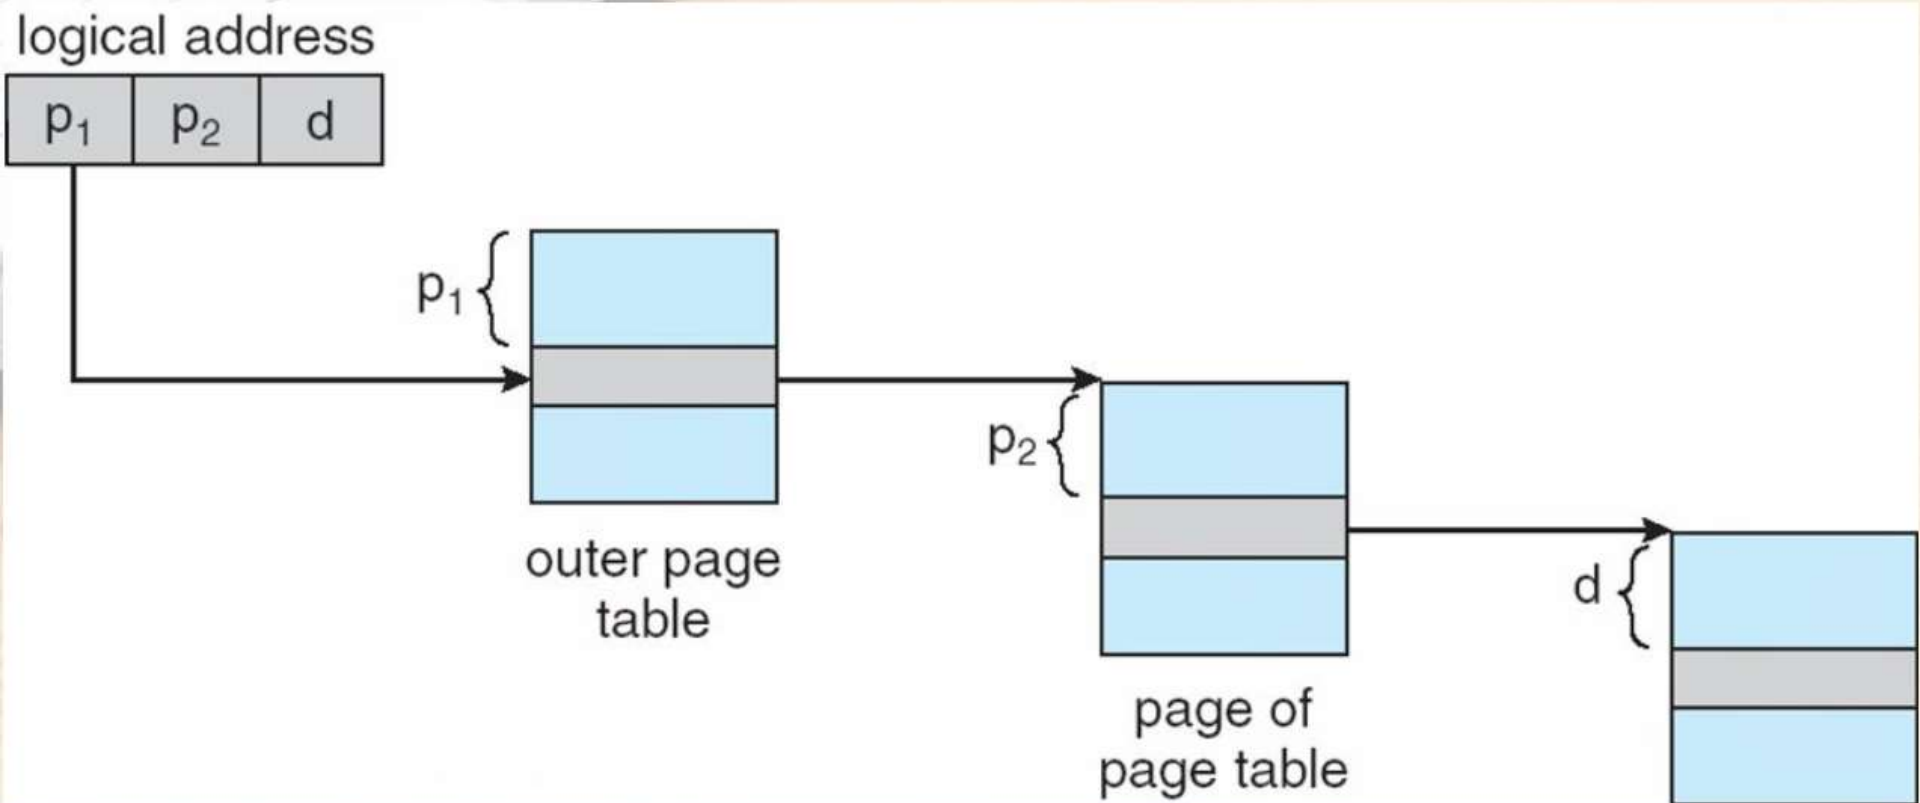 logical address
p₁ p₂ d
p₁
p₂
d
outer page
table
page of
page table